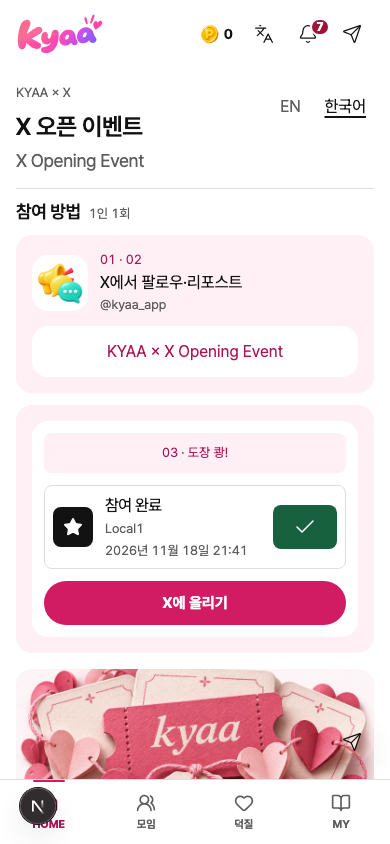 kyaa
0
7
KYAA × X
EN 한국어
X 오픈 이벤트
X Opening Event
참여 방법 1인 1회
01 · 02
X에서 팔로우·리포스트
@kyaa_app
KYAA × X Opening Event
03 · 도장 쾅!
참여 완료
Local1
2026년 11월 18일 21:41
X에 올리기
kyaa
N
HOME
모임
덕질
MY